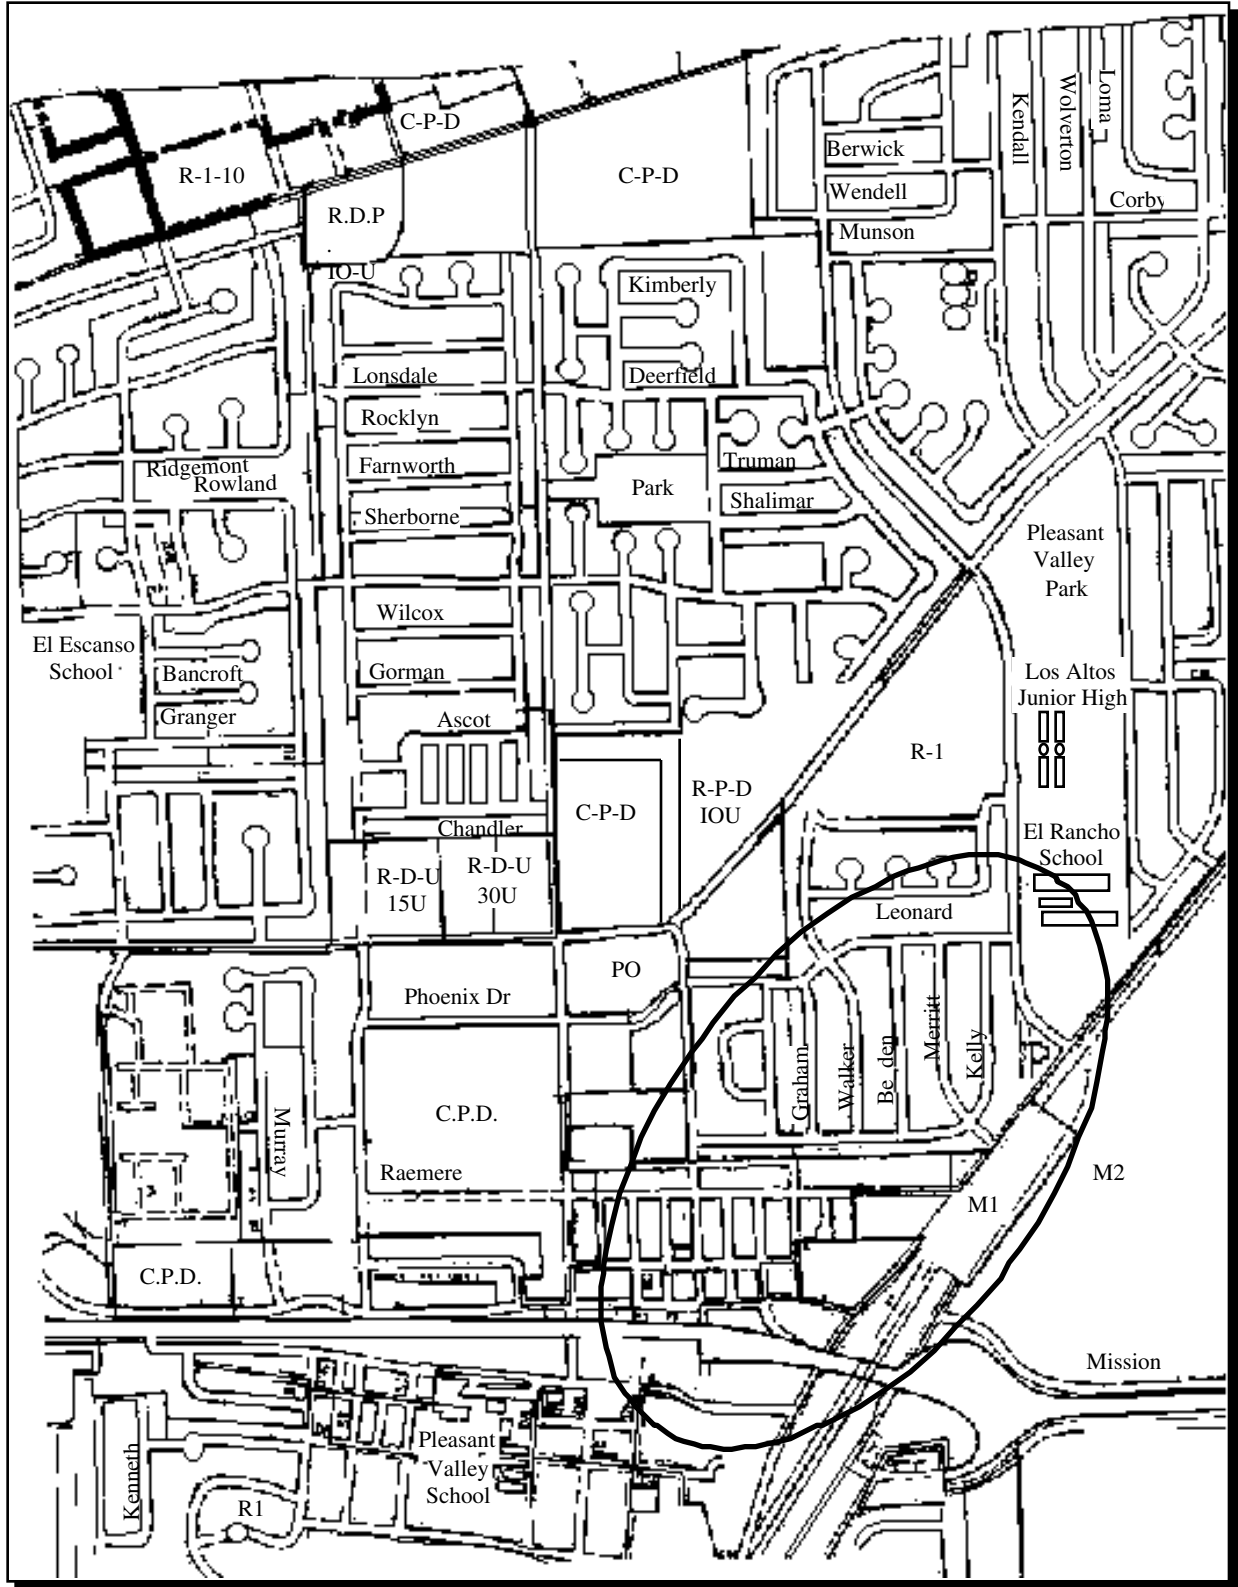 Loma
Wolverton
Kendall
C-P-D
Berwick
R-1-10
C-P-D
Wendell
Corby
R.D.P
Munson
IO-U
Kimberly
Lonsdale
Deerfield
Rocklyn
Truman
Farnworth
Ridgemont
Rowland
Park
Shalimar
Sherborne
Pleasant
Valley
Park
Wilcox
El Escanso
School
Bancroft
Gorman
Los Altos
Junior High
Granger
Ascot
R-1
R-P-D
IOU
C-P-D
Chandler
El Rancho
School
R-D-U
15U
R-D-U
30U
Leonard
PO
Phoenix Dr
Graham
Walker
Be den
Merritt
Kelly
C.P.D.
Murray
Raemere
M2
M1
C.P.D.
Mission
Pleasant
Valley
School
Kenneth
R1